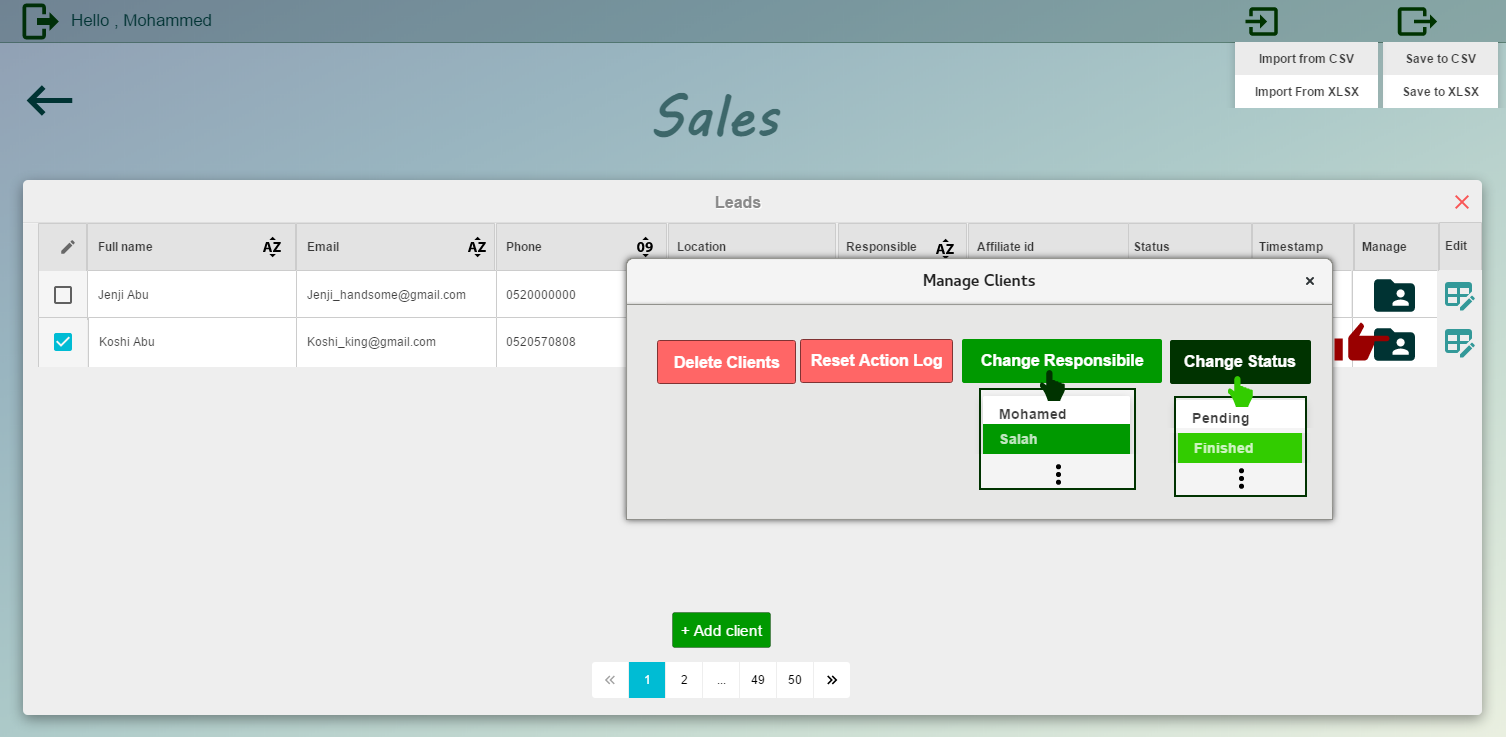 Hello , Mohammed
Import from CSV
Import From XLSX
Save to CSV
Save to XLSX
Sales
Leads
Full name AZ Email AZ Phone 09 Location Responsible AZ Affiliate id Status Timestamp Manage Edit
Jenji Abu Jenji_handsome@gmail.com 0520000000
Koshi Abu Koshi_king@gmail.com 0520570808
Manage Clients ×
Delete Clients Reset Action Log Change Responsibile Change Status
Mohamed
Salah
Pending
Finished
+ Add client
« 1 2 ... 49 50 »